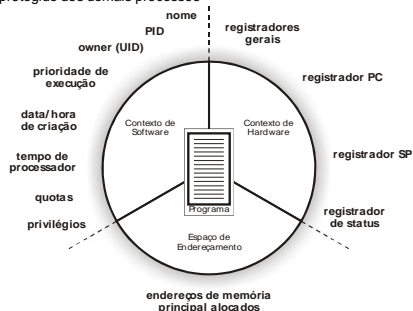 protegido dos demais processos
nome
PID
owner (UID)
prioridade de
execução
data/hora
de criação
tempo de
processador
quotas
privilégios
registradores
gerais
registrador PC
registrador SP
registrador
de status
Contexto de
Software
Contexto de
Hardware
Programa
Espaço de
Endereçamento
endereços de memória
principal alocados